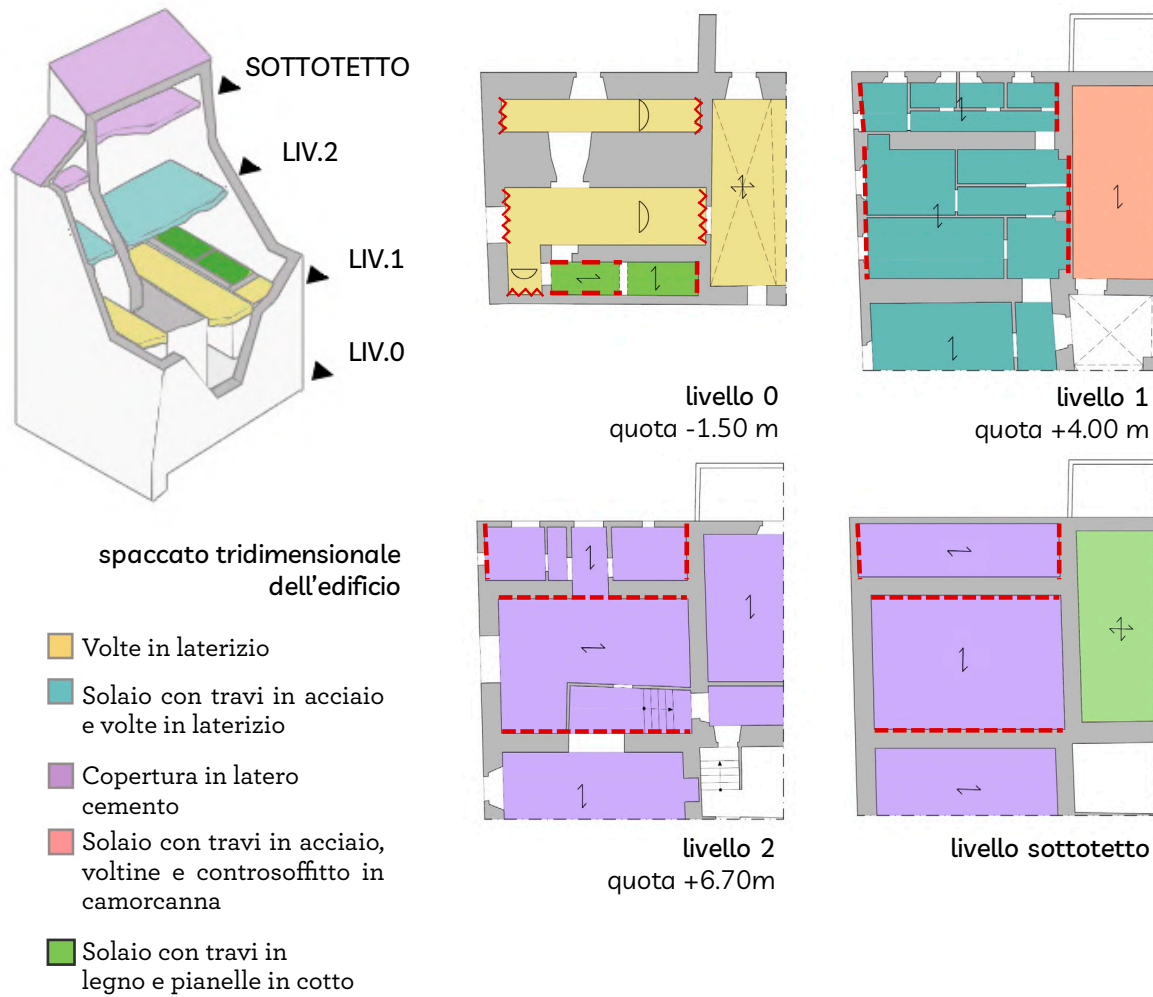 SOTTOTETTO
LIV.2
LIV.1
LIV.0
spaccato tridimensionale
dell'edificio
livello 0
quota -1.50 m
livello 1
quota +4.00 m
livello 2
quota +6.70m
livello sottotetto
Volte in laterizio
Solaio con travi in acciaio
e volte in laterizio
Copertura in latero
cemento
Solaio con travi in acciaio,
voltine e controsoffitto in
camorcanna
Solaio con travi in
legno e pianelle in cotto